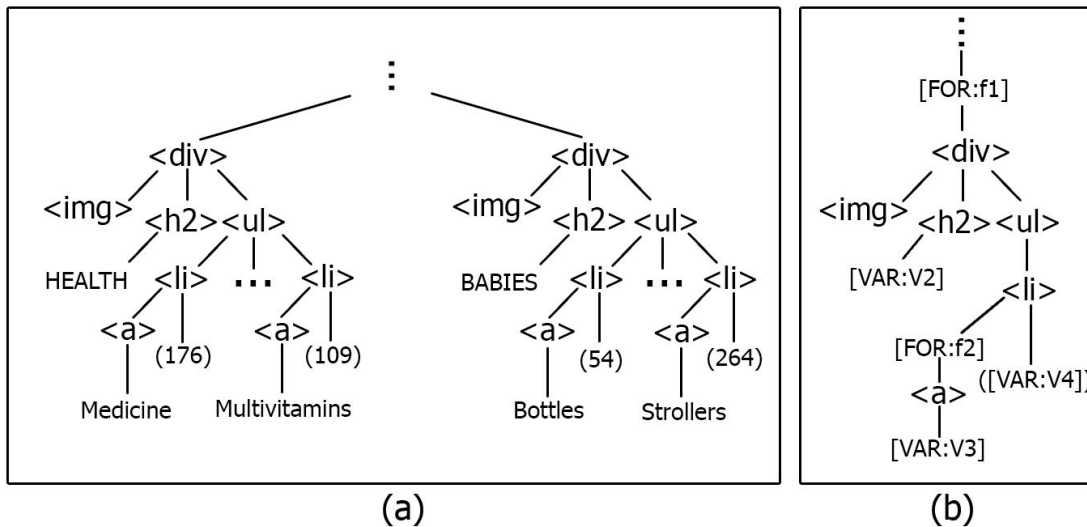 <div> <div>
<img> <h2> <ul> <img> <h2> <ul>
HEALTH <li> ... <li> BABIES <li> ... <li>
<a> (176) <a> (109) <a> (54) <a> (264)
Medicine Multivitamins Bottles Strollers
(a)
[FOR:f1]
<div>
<img> <h2> <ul>
[VAR:V2] <li>
[FOR:f2] ([VAR:V4])
<a>
[VAR:V3]
(b)